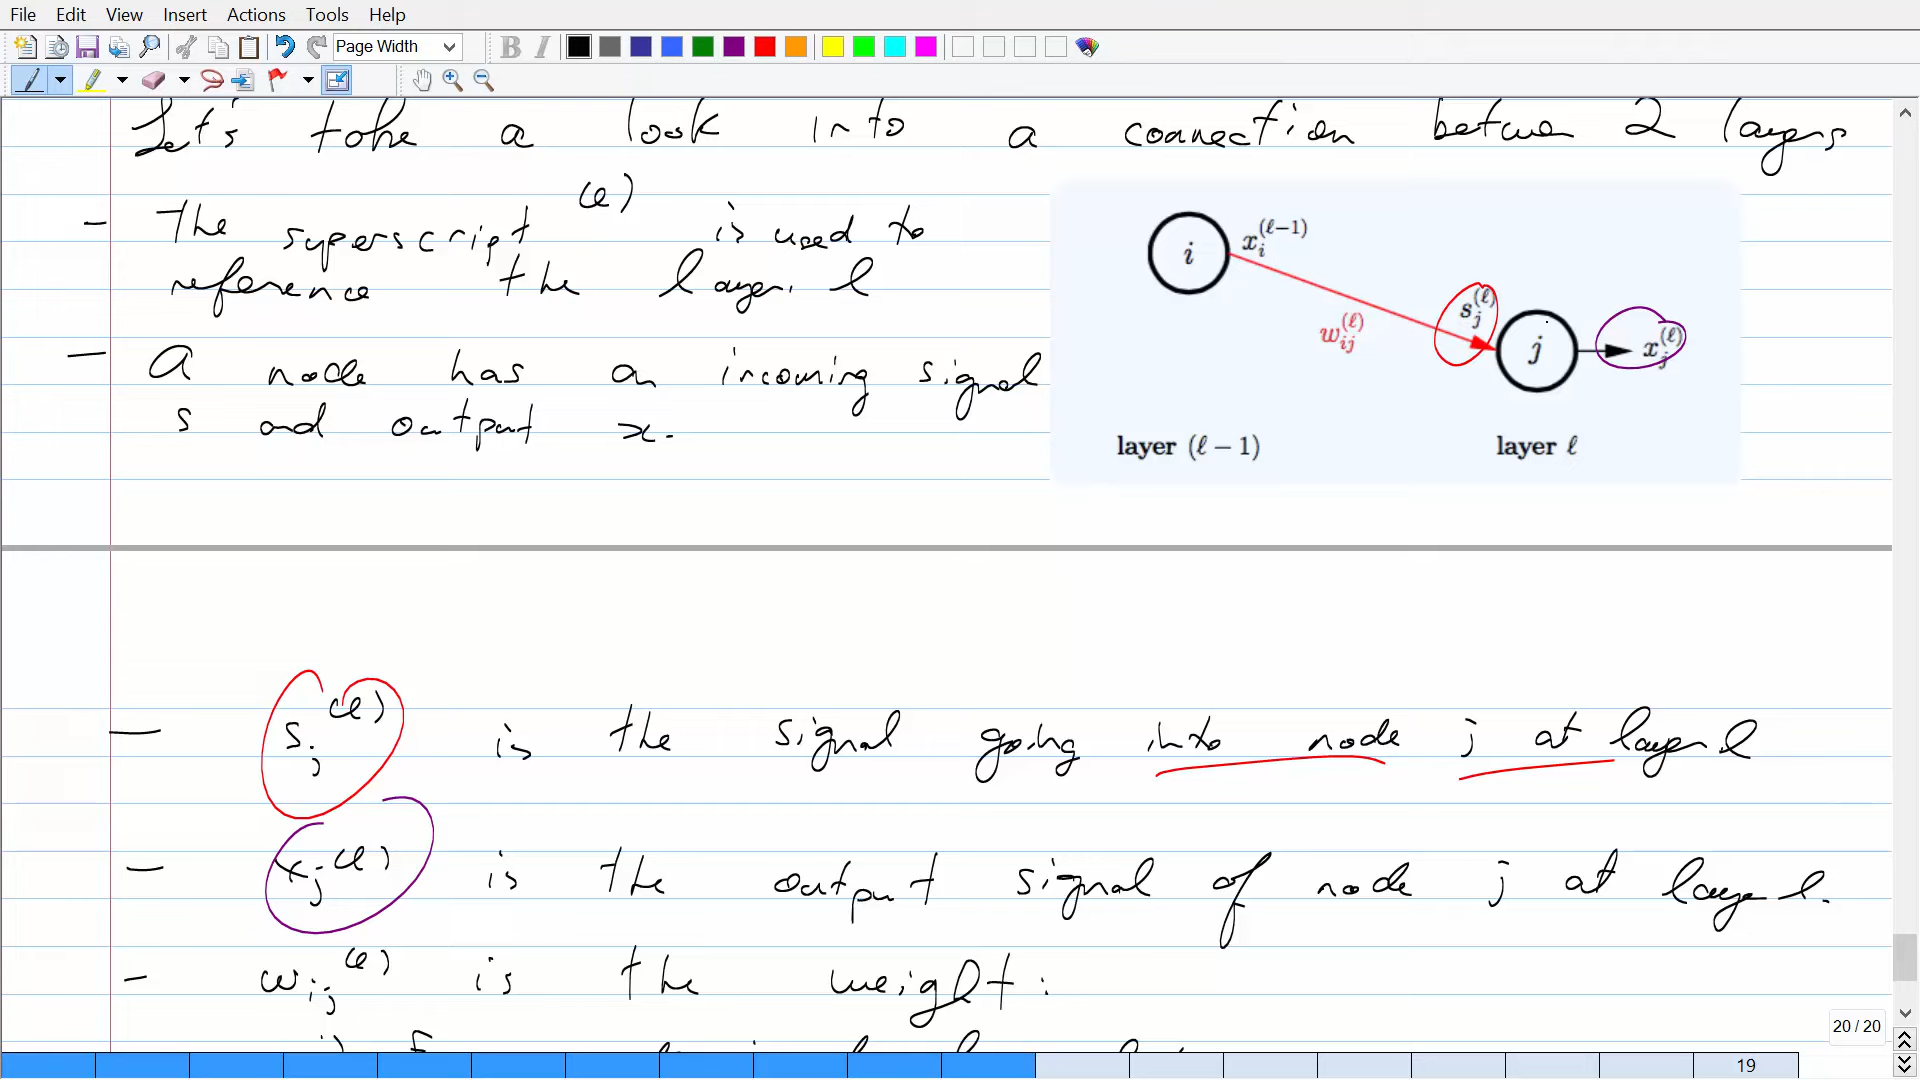 File Edit View Insert Actions Tools Help
Page Width
B I
Let's take a look into a connection between 2 layers
- The superscript (l) is used to
reference the layer l
- A node has an incoming signal
s and output x.
i x_i^(ℓ−1)
w_ij^(ℓ) s_j^(ℓ) j x_j^(ℓ)
layer (ℓ − 1) layer ℓ
- s_j^(l) is the signal going into node j at layer l
- x_j^(l) is the output signal of node j at layer l.
- w_ij^(l) is the weight:
20 / 20
19